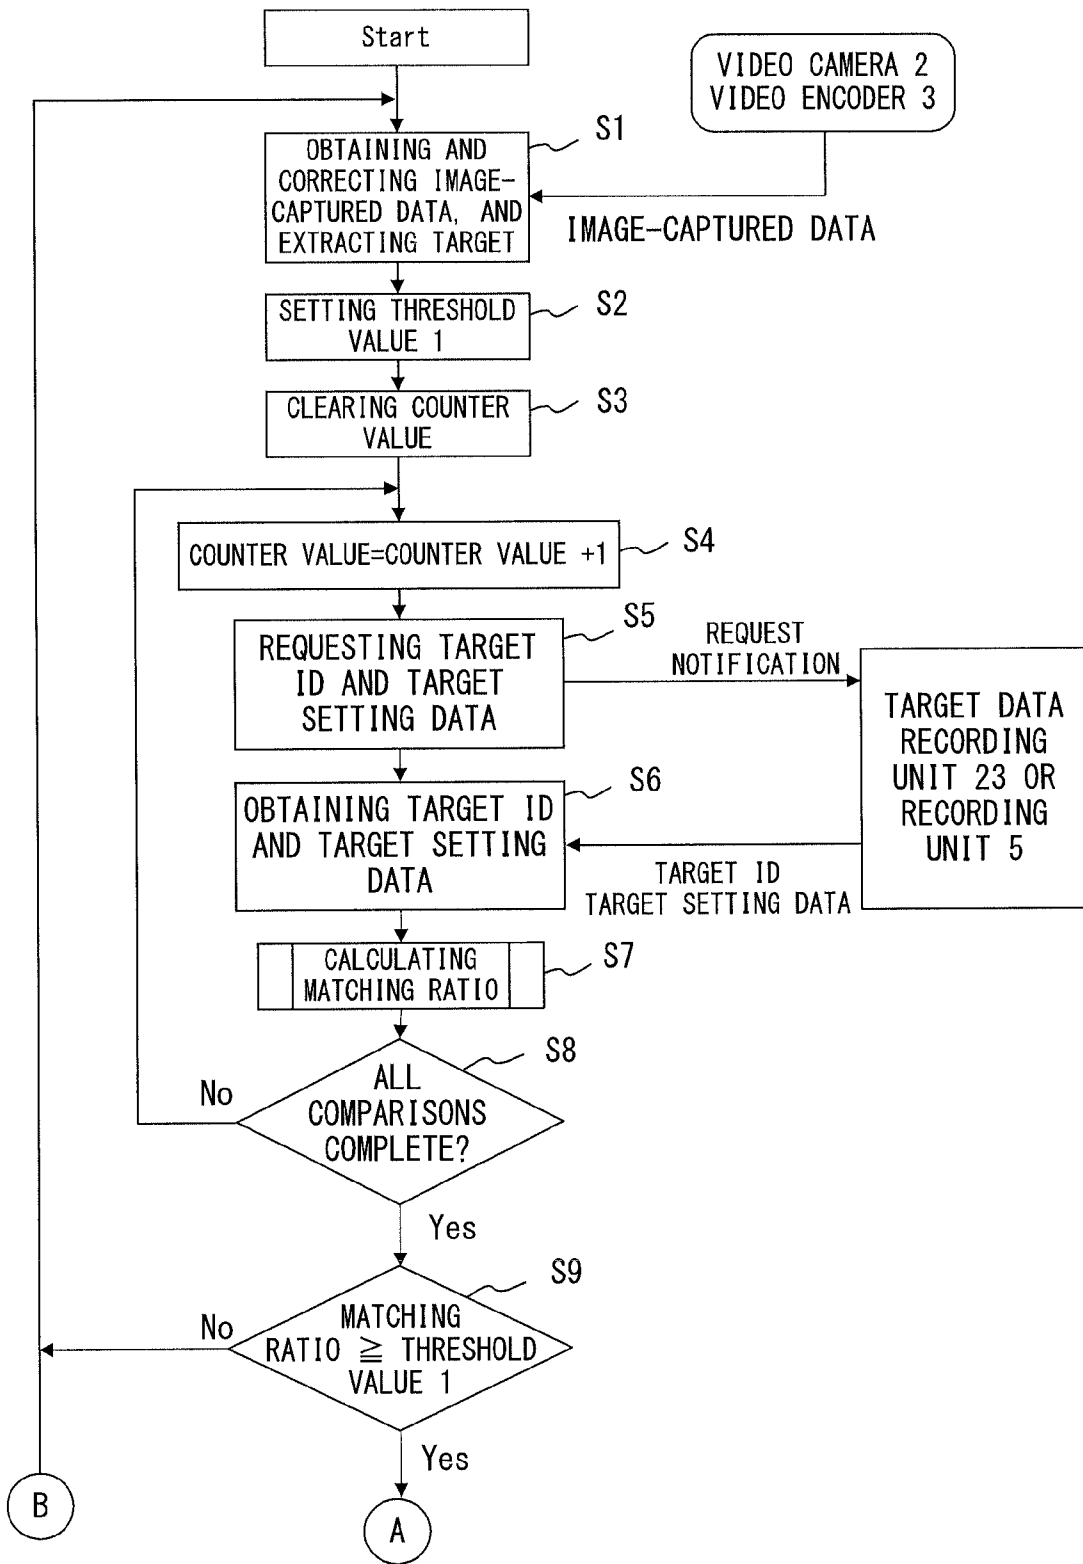 Start
VIDEO CAMERA 2
VIDEO ENCODER 3
S1
OBTAINING AND
CORRECTING IMAGE-
CAPTURED DATA, AND
EXTRACTING TARGET
IMAGE-CAPTURED DATA
S2
SETTING THRESHOLD
VALUE 1
S3
CLEARING COUNTER
VALUE
S4
COUNTER VALUE=COUNTER VALUE +1
S5
REQUESTING TARGET
ID AND TARGET
SETTING DATA
REQUEST
NOTIFICATION
TARGET DATA
RECORDING
UNIT 23 OR
RECORDING
UNIT 5
S6
OBTAINING TARGET ID
AND TARGET SETTING
DATA
TARGET ID
TARGET SETTING DATA
S7
CALCULATING
MATCHING RATIO
S8
ALL
COMPARISONS
COMPLETE?
No
Yes
S9
MATCHING
RATIO ≧ THRESHOLD
VALUE 1
No
Yes
B
A